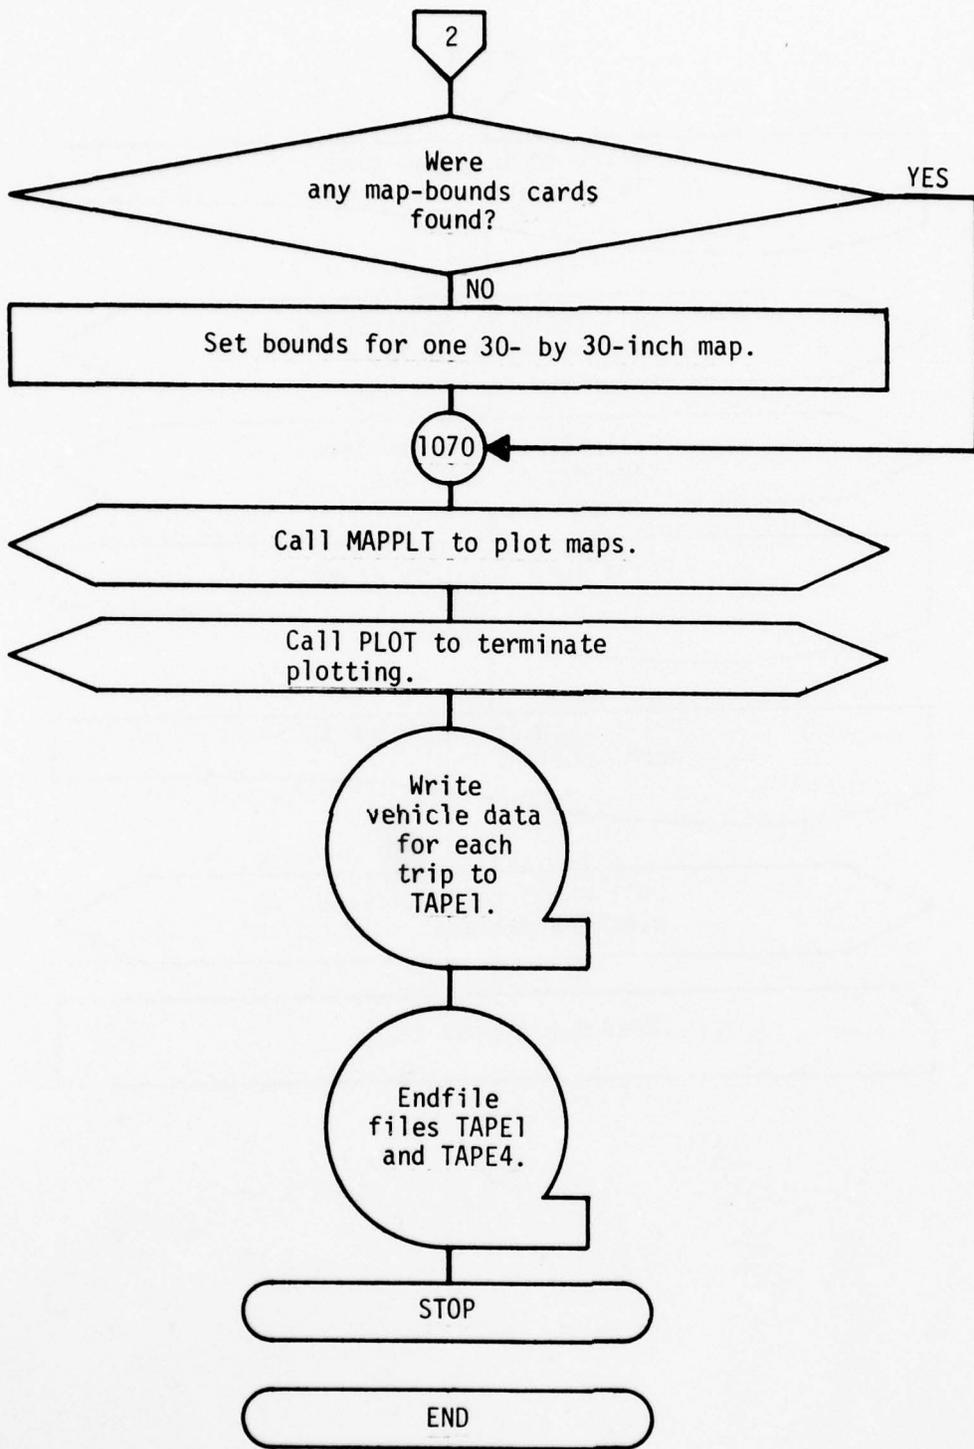 2
Were
any map-bounds cards
found?
YES
NO
Set bounds for one 30- by 30-inch map.
1070
Call MAPPLT to plot maps.
Call PLOT to terminate
plotting.
Write
vehicle data
for each
trip to
TAPE1.
Endfile
files TAPE1
and TAPE4.
STOP
END